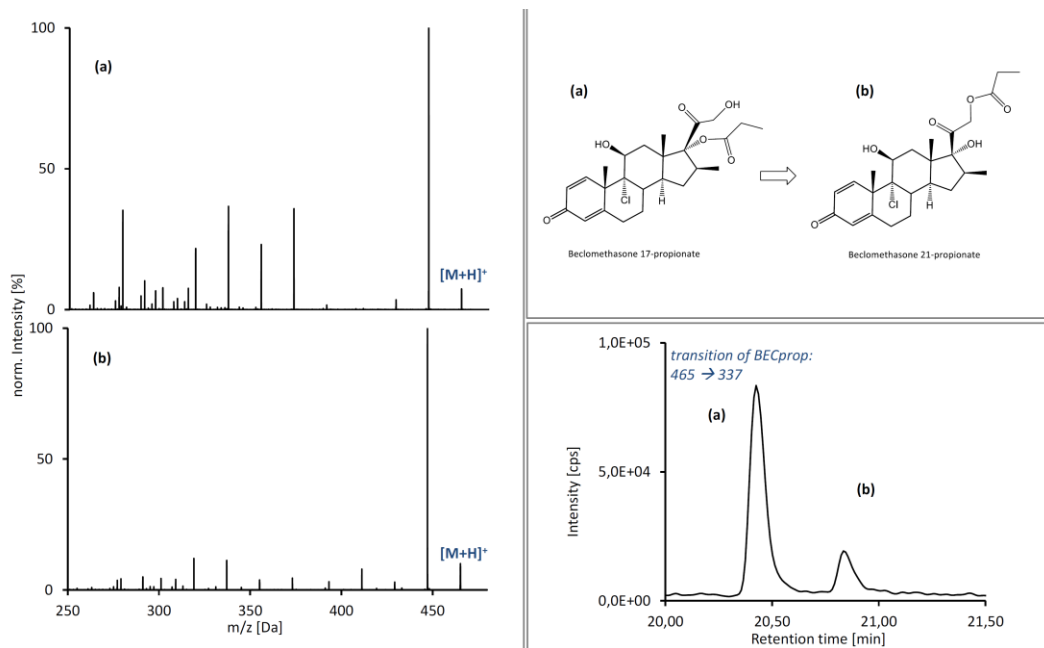 100
(a)
50
[M+H]⁺
0
100
(b)
50
[M+H]⁺
0
250 300 350 400 450
m/z [Da]
norm. Intensity [%]
(a)
O
OH
HO
O
O
Cl
H
O
Beclomethasone 17-propionate
(b)
O
O
O
HO
OH
Cl
H
O
Beclomethasone 21-propionate
1,0E+05
transition of BECprop:
465 → 337
(a)
(b)
5,0E+04
0,0E+00
20,00 20,50 21,00 21,50
Retention time [min]
Intensity [cps]